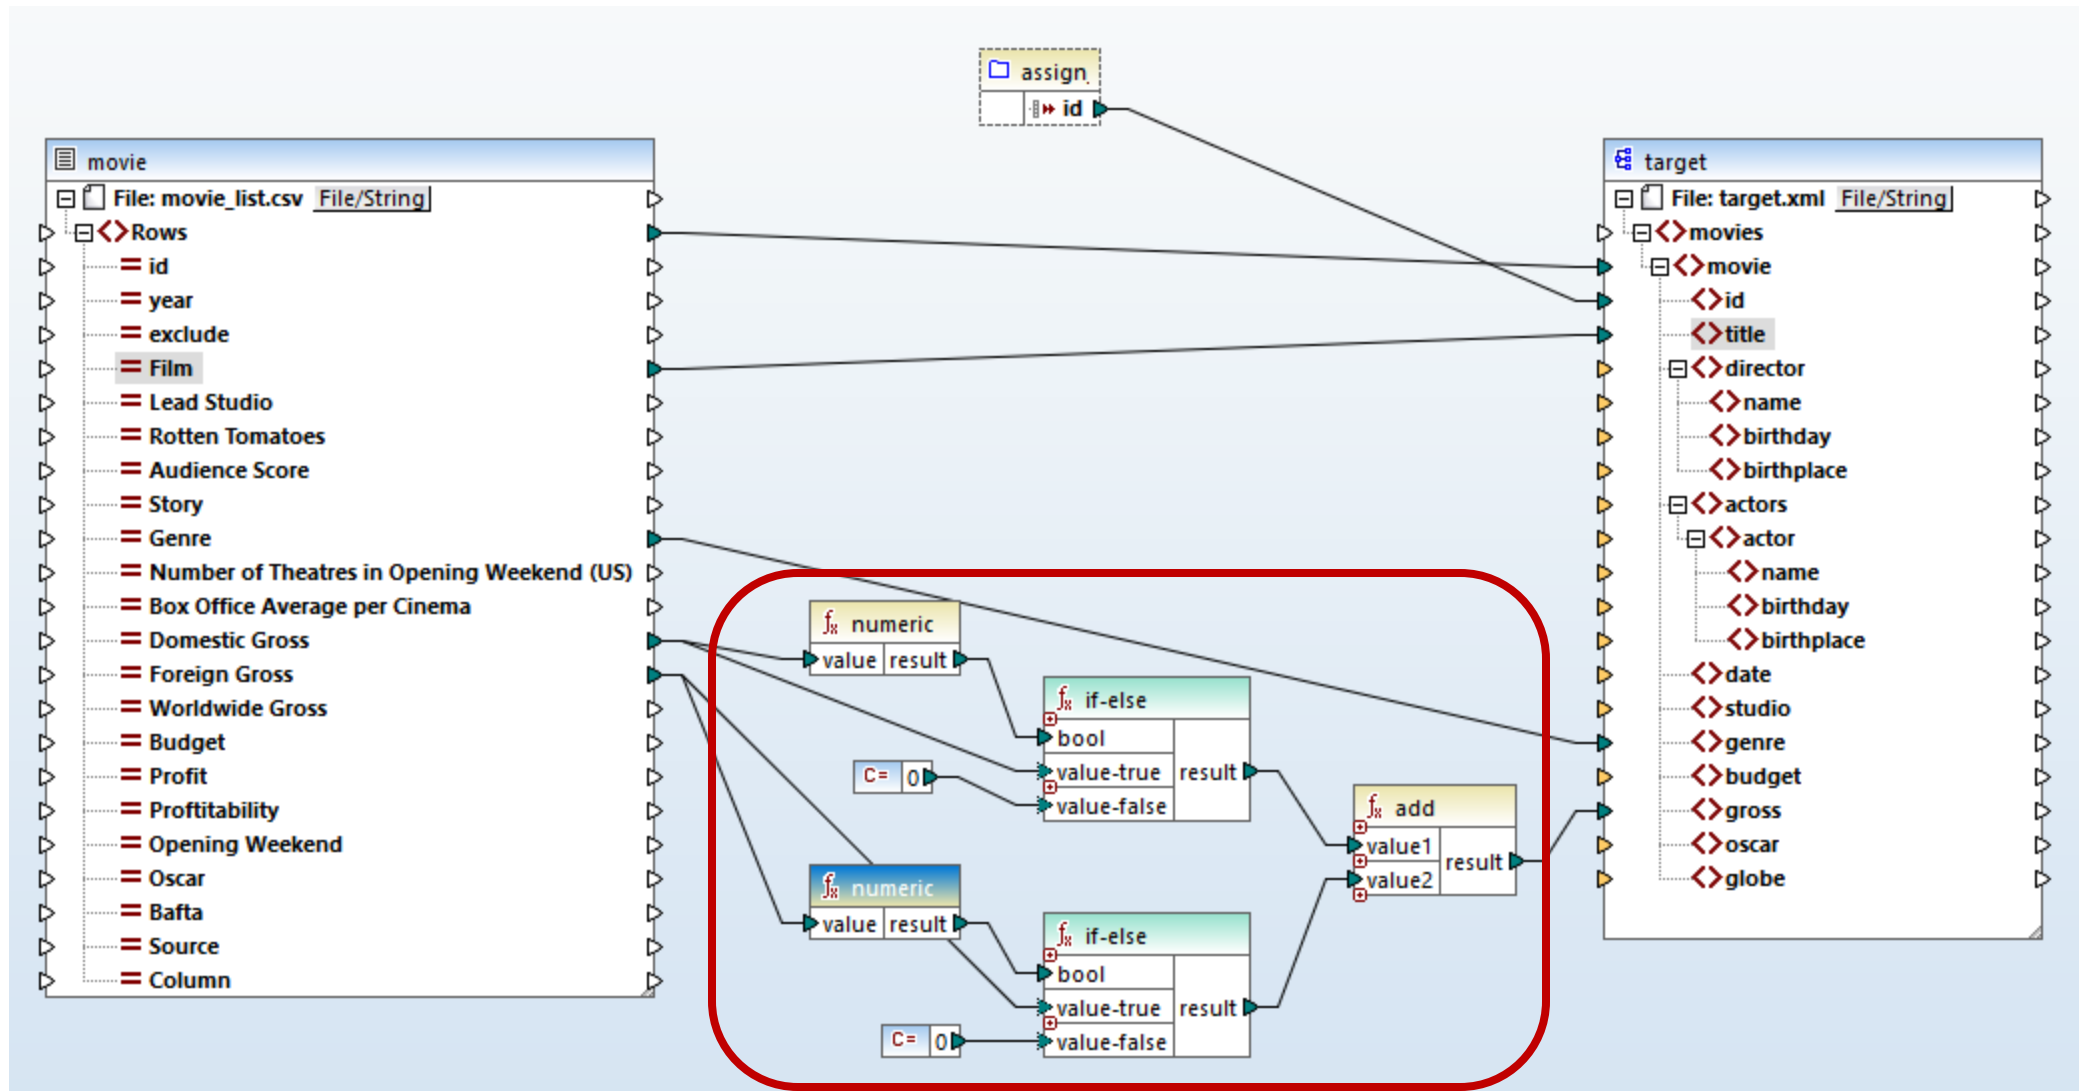 assign
id
movie
File: movie_list.csv File/String
Rows
id
year
exclude
Film
Lead Studio
Rotten Tomatoes
Audience Score
Story
Genre
Number of Theatres in Opening Weekend (US)
Box Office Average per Cinema
Domestic Gross
Foreign Gross
Worldwide Gross
Budget
Profit
Proftitability
Opening Weekend
Oscar
Bafta
Source
Column
numeric
value result
if-else
bool
value-true result
value-false
C= 0
numeric
value result
if-else
bool
value-true result
value-false
C= 0
add
value1
result
value2
target
File: target.xml File/String
movies
movie
id
title
director
name
birthday
birthplace
actors
actor
name
birthday
birthplace
date
studio
genre
budget
gross
oscar
globe